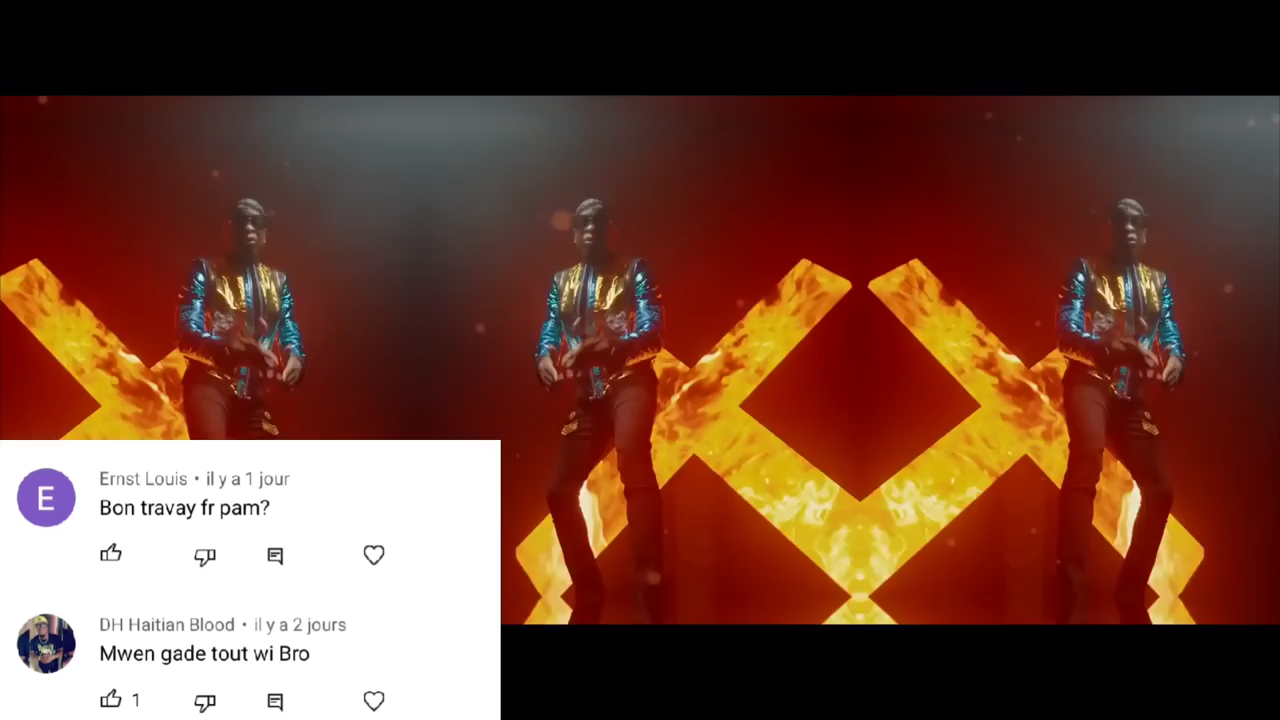 E
Ernst Louis • il y a 1 jour
Bon travay fr pam?
DH Haitian Blood • il y a 2 jours
Mwen gade tout wi Bro
1